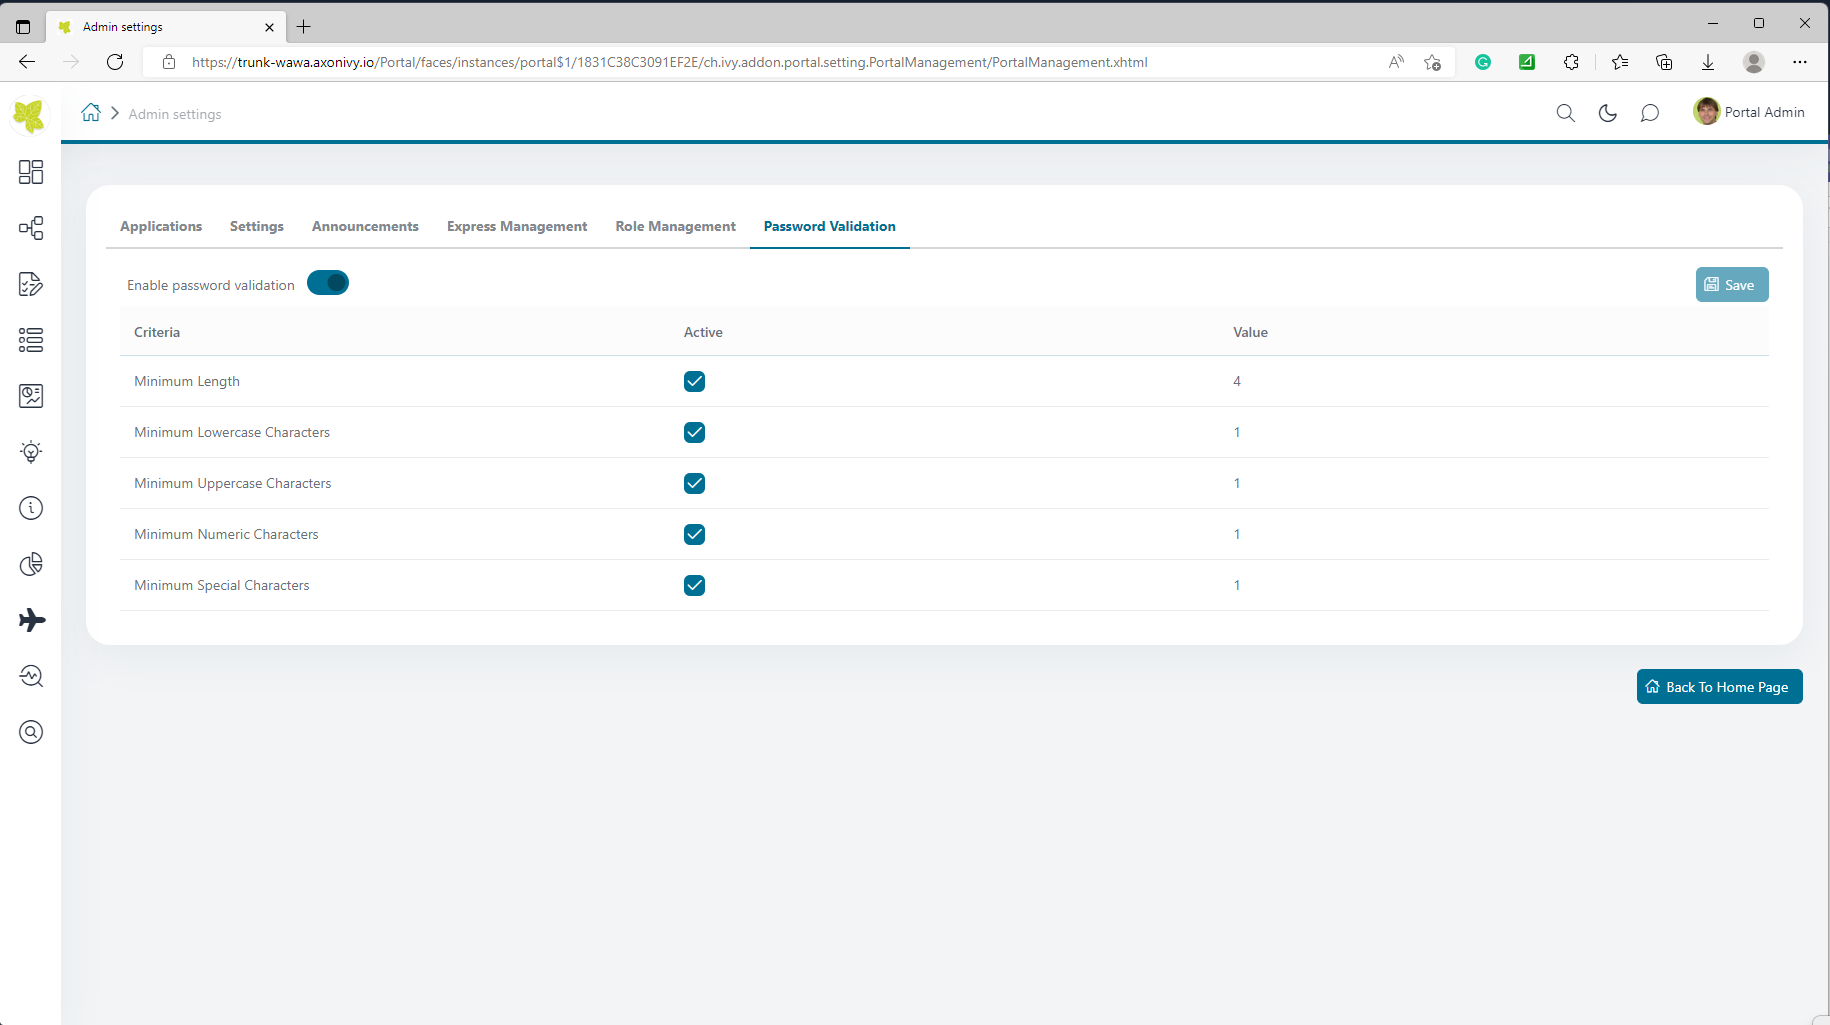 Admin settings
https://trunk-wawa.axonivy.io/Portal/faces/instances/portal$1/1831C38C3091EF2E/ch.ivy.addon.portal.setting.PortalManagement/PortalManagement.xhtml
Admin settings
Portal Admin
Applications Settings Announcements Express Management Role Management Password Validation
Enable password validation Save
Criteria Active Value
Minimum Length 4
Minimum Lowercase Characters 1
Minimum Uppercase Characters 1
Minimum Numeric Characters 1
Minimum Special Characters 1
Back To Home Page